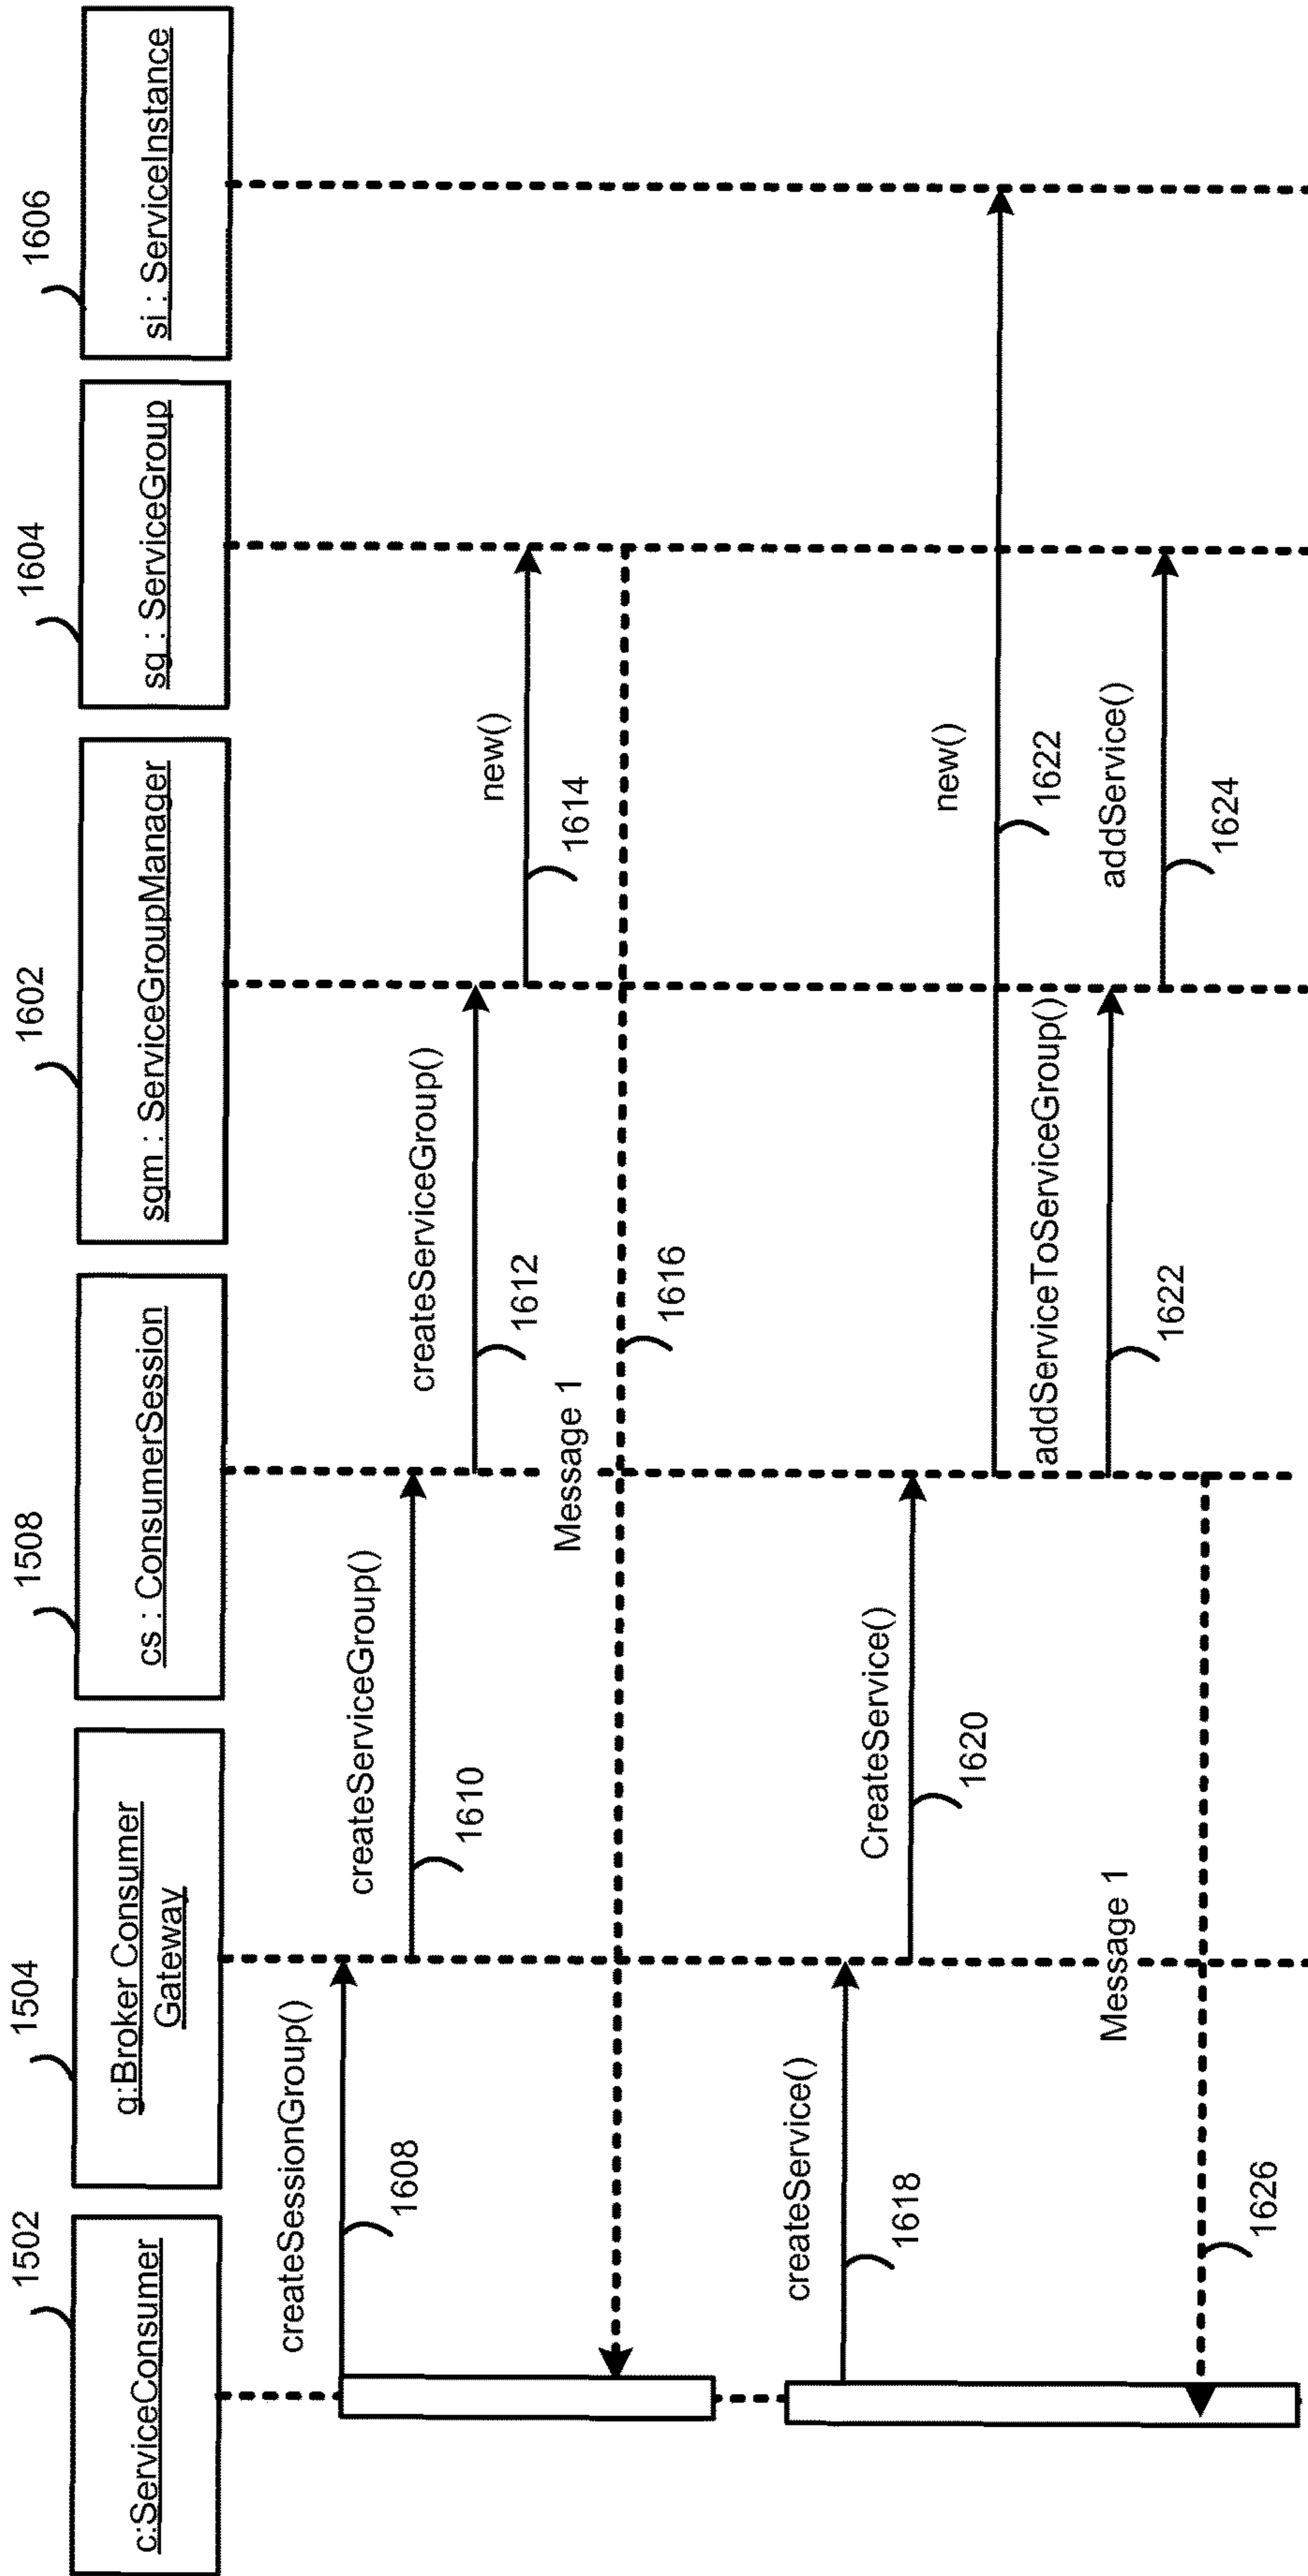 1502
1504
1508
1602
1604
1606
c:ServiceConsumer
g:Broker Consumer
Gateway
cs : ConsumerSession
sgm : ServiceGroupManager
sg : ServiceGroup
si : ServiceInstance
createSessionGroup()
1608
createServiceGroup()
1610
createServiceGroup()
1612
new()
1614
Message 1
1616
createService()
1618
CreateService()
1620
new()
1622
addServiceToServiceGroup()
1622
addService()
1624
Message 1
1626